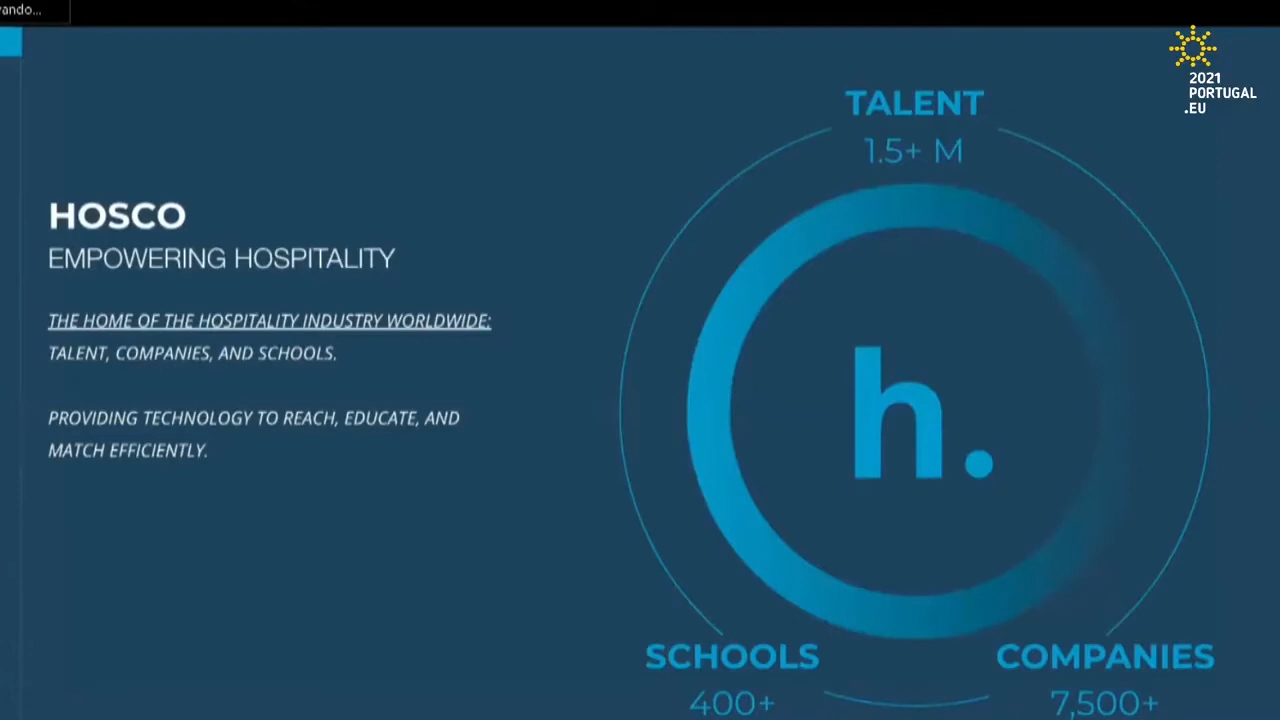 2021
PORTUGAL
.EU
HOSCO
EMPOWERING HOSPITALITY
THE HOME OF THE HOSPITALITY INDUSTRY WORLDWIDE:
TALENT, COMPANIES, AND SCHOOLS.
PROVIDING TECHNOLOGY TO REACH, EDUCATE, AND
MATCH EFFICIENTLY.
TALENT
1.5+ M
h.
SCHOOLS
400+
COMPANIES
7,500+